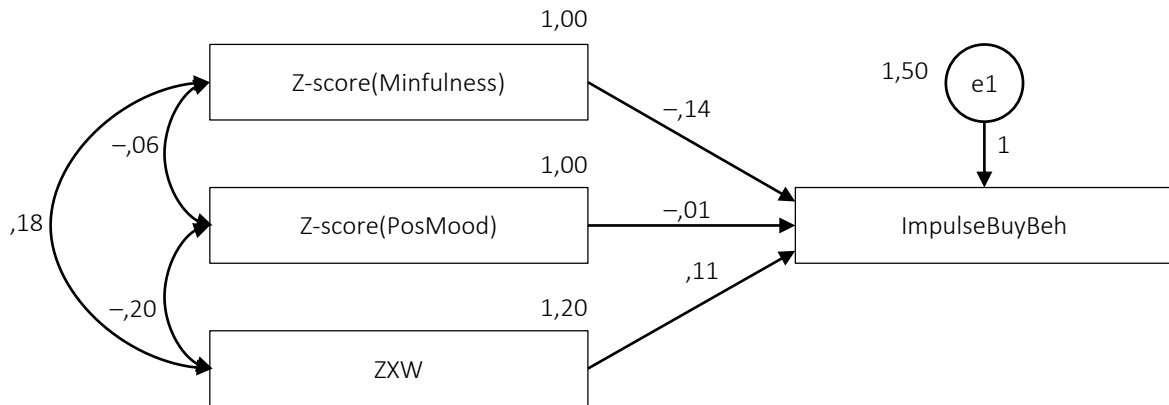 1,00
Z-score(Minfulness)
1,50
e1
–,14
1
–,06
1,00
Z-score(PosMood)
–,01
ImpulseBuyBeh
,18
,11
–,20
1,20
ZXW